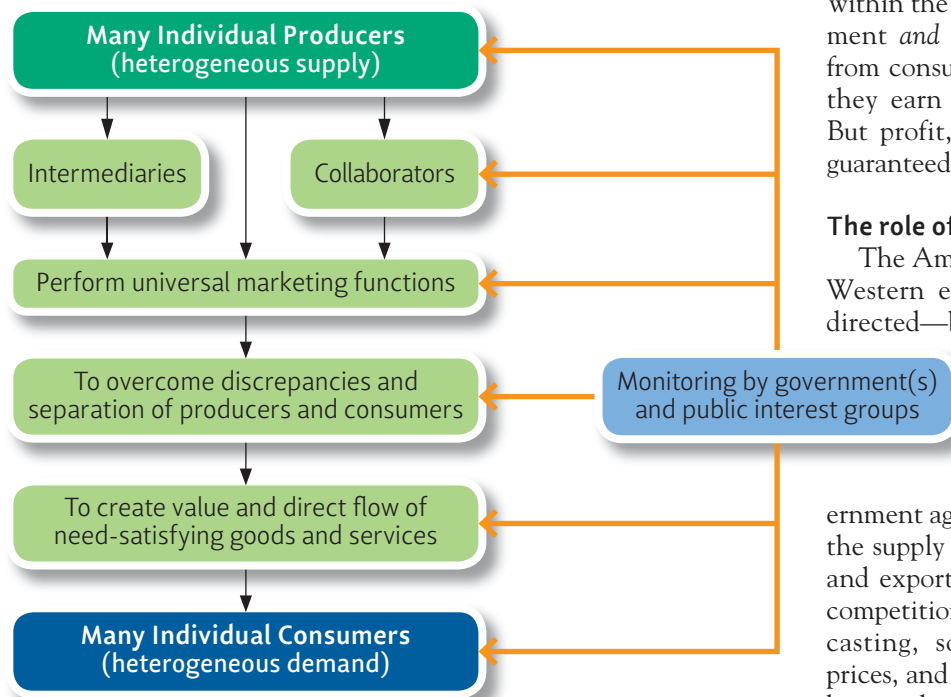 Many Individual Producers
(heterogeneous supply)
Intermediaries
Collaborators
Perform universal marketing functions
To overcome discrepancies and
separation of producers and consumers
Monitoring by government(s)
and public interest groups
To create value and direct flow of
need-satisfying goods and services
Many Individual Consumers
(heterogeneous demand)
within the
ment and
from consu
they earn
But profit,
guaranteed
The role of
The Am
Western e
directed—b
ernment ag
the supply
and export
competition
casting, so
prices, and